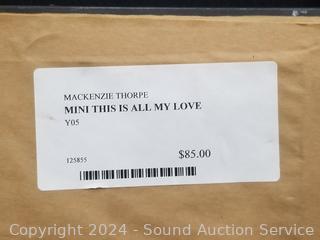 MACKENZIE THORPE
MINI THIS IS ALL MY LOVE
Y05
125855 $85.00
Copyright 2024 - Sound Auction Service